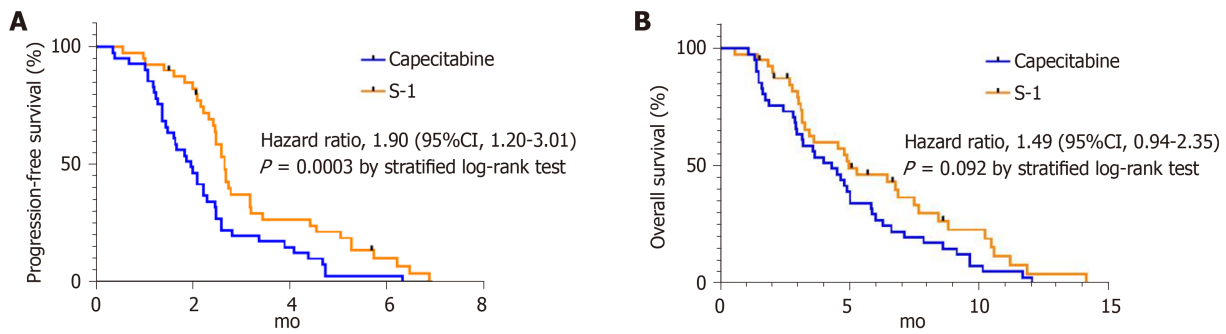 A
Progression-free survival (%)
100
50
0
0 2 4 6 8
mo
Capecitabine
S-1
Hazard ratio, 1.90 (95%CI, 1.20-3.01)
P = 0.0003 by stratified log-rank test
B
Overall survival (%)
100
50
0
0 5 10 15
mo
Capecitabine
S-1
Hazard ratio, 1.49 (95%CI, 0.94-2.35)
P = 0.092 by stratified log-rank test